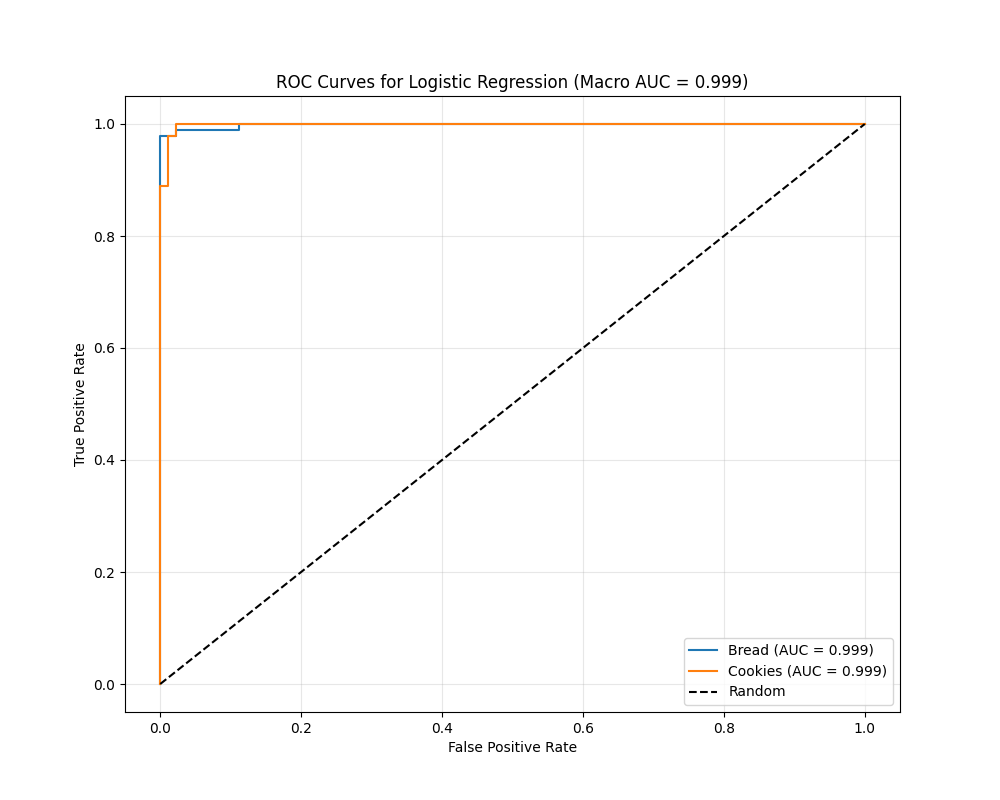 ROC Curves for Logistic Regression (Macro AUC = 0.999)
1.0
0.8
0.6
0.4
0.2
0.0
True Positive Rate
Bread (AUC = 0.999)
Cookies (AUC = 0.999)
Random
0.0 0.2 0.4 0.6 0.8 1.0
False Positive Rate